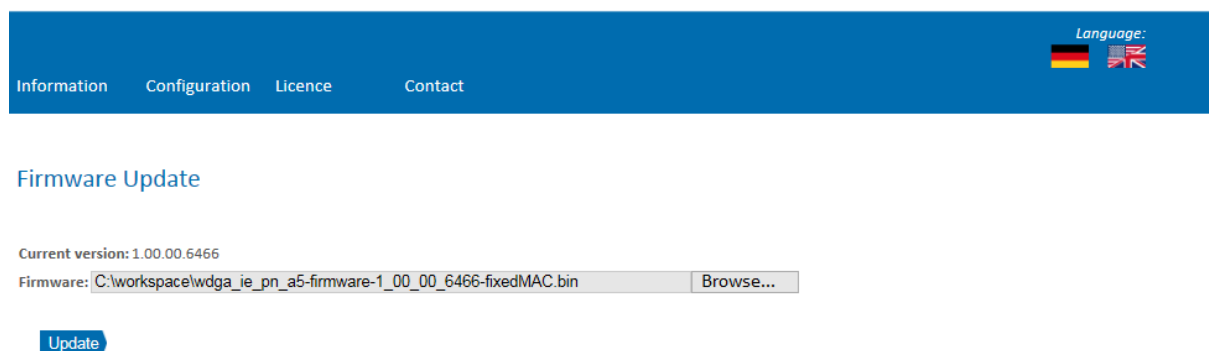 Language:
Information Configuration Licence Contact
Firmware Update
Current version: 1.00.00.6466
Firmware: C:\workspace\wdga_ie_pn_a5-firmware-1_00_00_6466-fixedMAC.bin Browse...
Update